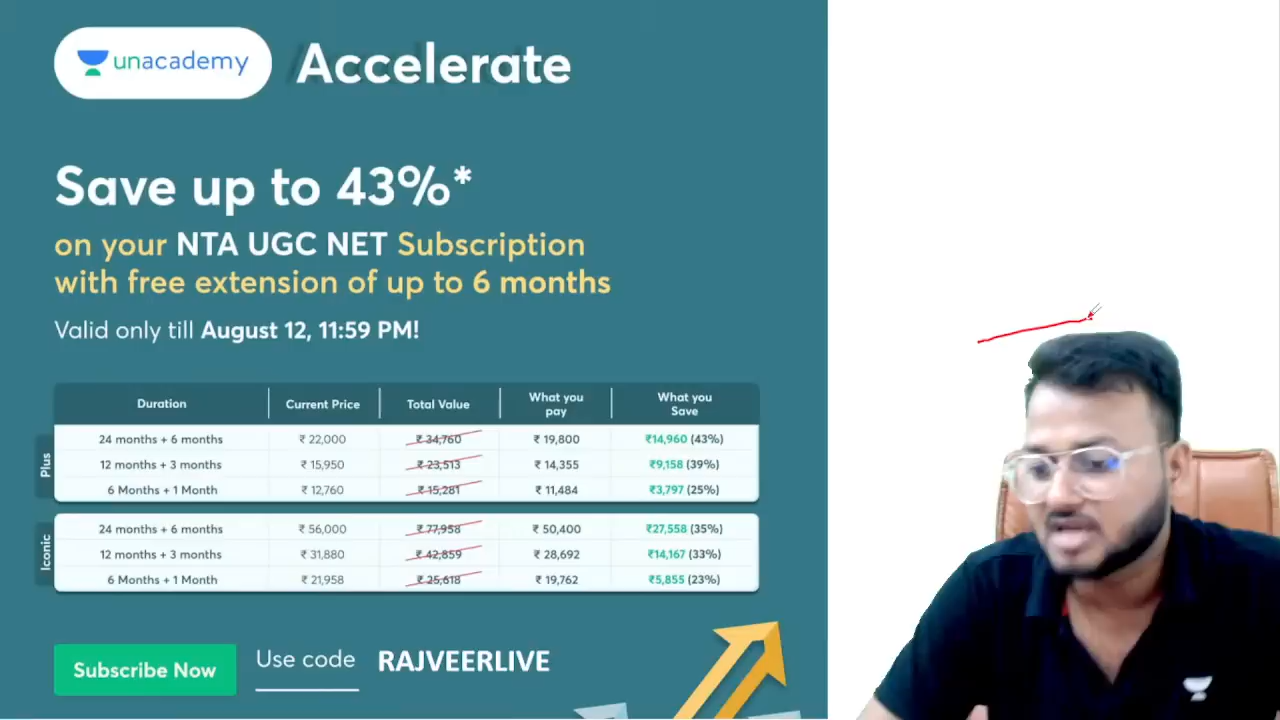 unacademy Accelerate
Save up to 43%*
on your NTA UGC NET Subscription
with free extension of up to 6 months
Valid only till August 12, 11:59 PM!
Duration Current Price Total Value What you pay What you Save
Plus
24 months + 6 months ₹ 22,000 ₹ 34,760 ₹ 19,800 ₹14,960 (43%)
12 months + 3 months ₹ 15,950 ₹ 23,513 ₹ 14,355 ₹9,158 (39%)
6 Months + 1 Month ₹ 12,760 ₹ 15,281 ₹ 11,484 ₹3,797 (25%)
Iconic
24 months + 6 months ₹ 56,000 ₹ 77,958 ₹ 50,400 ₹27,558 (35%)
12 months + 3 months ₹ 31,880 ₹ 42,859 ₹ 28,692 ₹14,167 (33%)
6 Months + 1 Month ₹ 21,958 ₹ 25,618 ₹ 19,762 ₹5,855 (23%)
Subscribe Now Use code RAJVEERLIVE